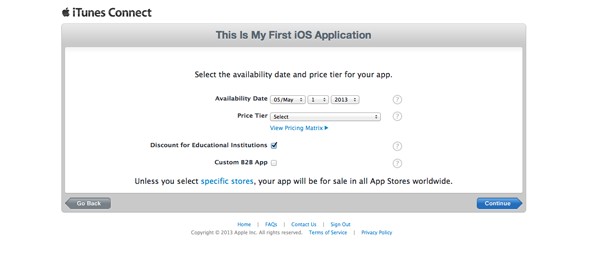 iTunes Connect
This Is My First iOS Application
Select the availability date and price tier for your app.
Availability Date 05/May 1 2013 ?
Price Tier Select ?
View Pricing Matrix ▶
Discount for Educational Institutions ?
Custom B2B App ?
Unless you select specific stores, your app will be for sale in all App Stores worldwide.
Go Back Continue
Home | FAQs | Contact Us | Sign Out
Copyright © 2013 Apple Inc. All rights reserved. Terms of Service | Privacy Policy